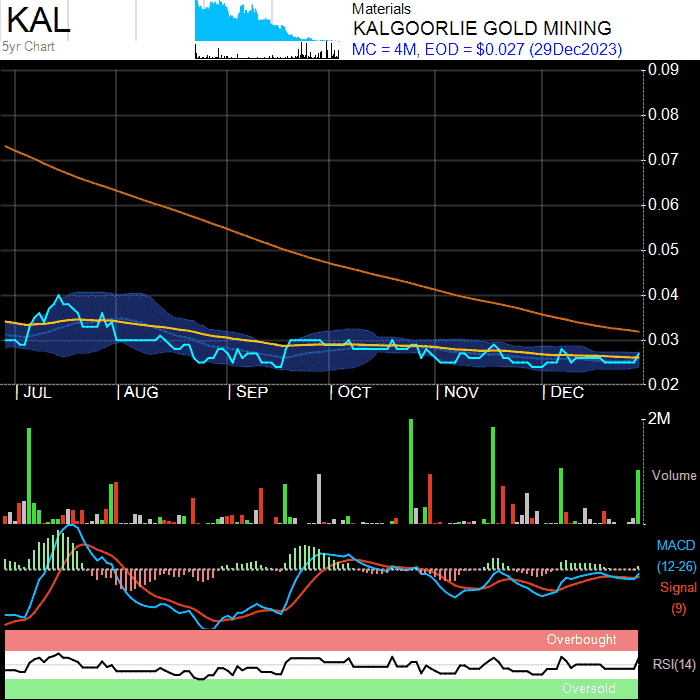 KAL
5yr Chart
Materials
KALGOORLIE GOLD MINING
MC = 4M, EOD = $0.027 (29Dec2023)
0.09
0.08
0.07
0.06
0.05
0.04
0.03
0.02
JUL AUG SEP OCT NOV DEC
2M
Volume
MACD
(12-26)
Signal
(9)
Overbought
RSI(14)
Oversold